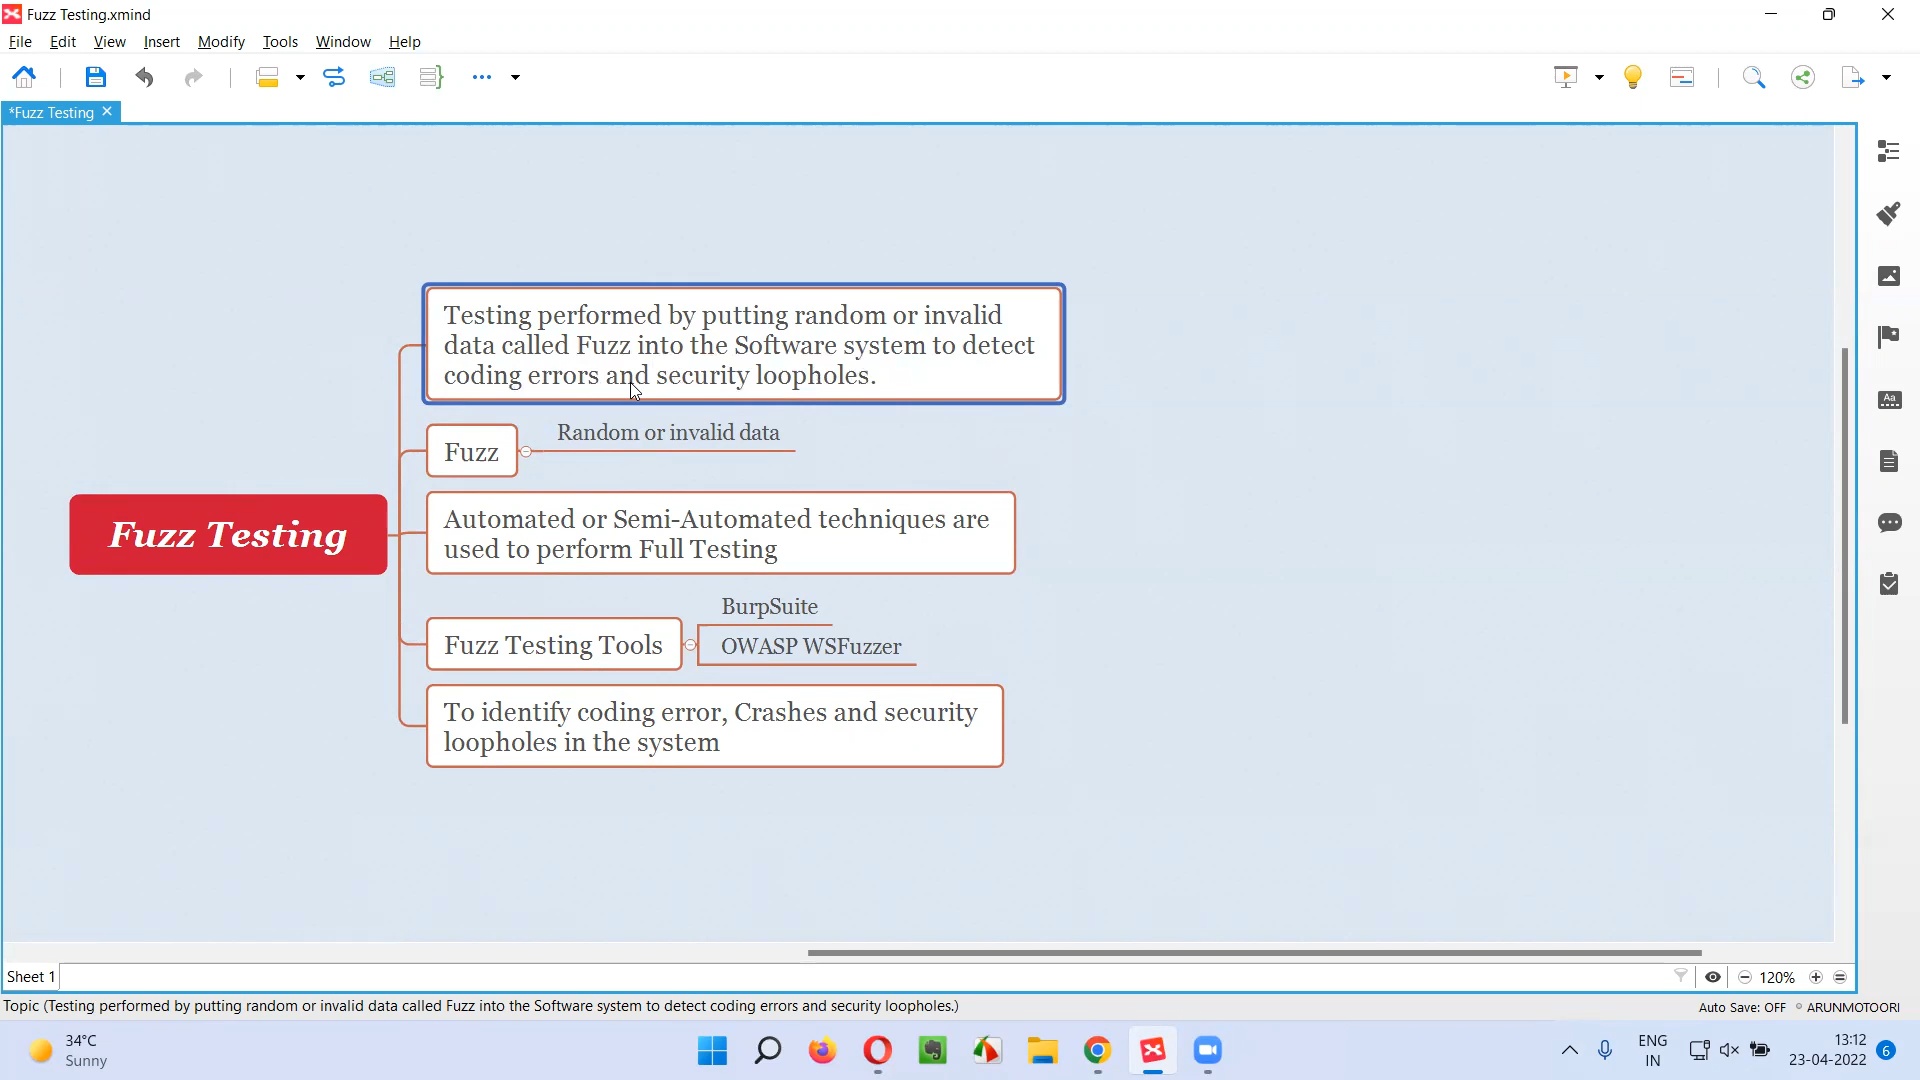 Fuzz Testing.xmind
File Edit View Insert Modify Tools Window Help
*Fuzz Testing
Testing performed by putting random or invalid
data called Fuzz into the Software system to detect
coding errors and security loopholes.
Fuzz
Random or invalid data
Fuzz Testing
Automated or Semi-Automated techniques are
used to perform Full Testing
Fuzz Testing Tools
BurpSuite
OWASP WSFuzzer
To identify coding error, Crashes and security
loopholes in the system
Aa
Sheet 1
120%
Topic (Testing performed by putting random or invalid data called Fuzz into the Software system to detect coding errors and security loopholes.)
Auto Save: OFF
ARUNMOTOORI
34°C
Sunny
ENG
IN
13:12
23-04-2022
6